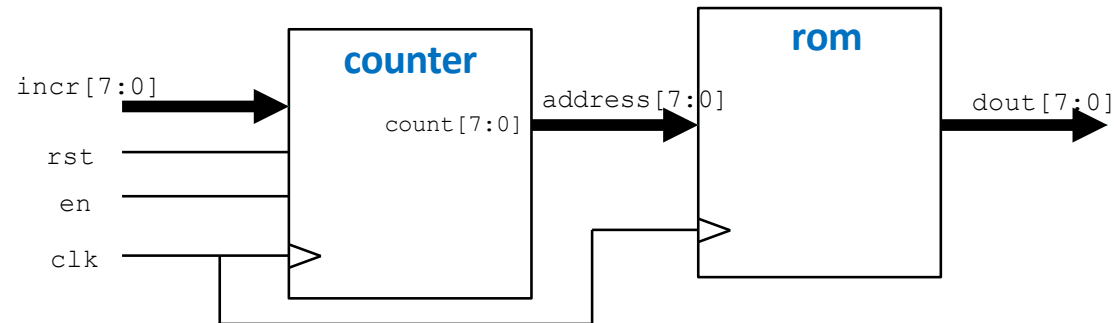 counter
rom
incr[7:0]
count[7:0]
address[7:0]
dout[7:0]
rst
en
clk